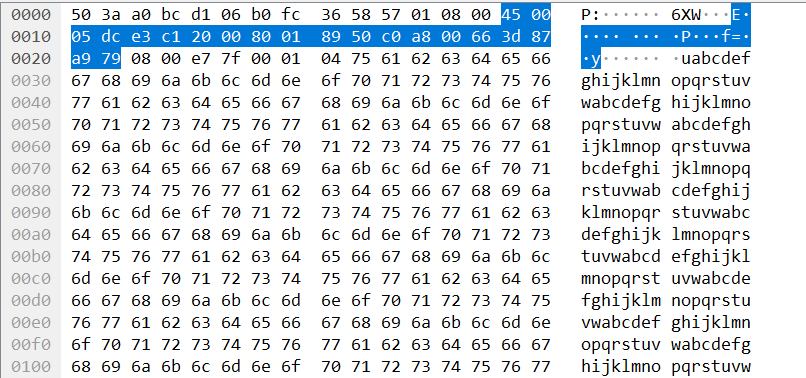 0000 50 3a a0 bc d1 06 b0 fc 36 58 57 01 08 00 45 00 P:······ 6XW···E·
0010 05 dc e3 c1 20 00 80 01 89 50 c0 a8 00 66 3d 87 ···· ··· ·P···f=·
0020 a9 79 08 00 e7 7f 00 01 04 75 61 62 63 64 65 66 ·y······ ·uabcdef
0030 67 68 69 6a 6b 6c 6d 6e 6f 70 71 72 73 74 75 76 ghijklmn opqrstuv
0040 77 61 62 63 64 65 66 67 68 69 6a 6b 6c 6d 6e 6f wabcdefg hijklmno
0050 70 71 72 73 74 75 76 77 61 62 63 64 65 66 67 68 pqrstuvw abcdefgh
0060 69 6a 6b 6c 6d 6e 6f 70 71 72 73 74 75 76 77 61 ijklmnop qrstuvwa
0070 62 63 64 65 66 67 68 69 6a 6b 6c 6d 6e 6f 70 71 bcdefghi jklmnopq
0080 72 73 74 75 76 77 61 62 63 64 65 66 67 68 69 6a rstuvwab cdefghij
0090 6b 6c 6d 6e 6f 70 71 72 73 74 75 76 77 61 62 63 klmnopqr stuvwabc
00a0 64 65 66 67 68 69 6a 6b 6c 6d 6e 6f 70 71 72 73 defghijk lmnopqrs
00b0 74 75 76 77 61 62 63 64 65 66 67 68 69 6a 6b 6c tuvwabcd efghijkl
00c0 6d 6e 6f 70 71 72 73 74 75 76 77 61 62 63 64 65 mnopqrst uvwabcde
00d0 66 67 68 69 6a 6b 6c 6d 6e 6f 70 71 72 73 74 75 fghijklm nopqrstu
00e0 76 77 61 62 63 64 65 66 67 68 69 6a 6b 6c 6d 6e vwabcdef ghijklmn
00f0 6f 70 71 72 73 74 75 76 77 61 62 63 64 65 66 67 opqrstuv wabcdefg
0100 68 69 6a 6b 6c 6d 6e 6f 70 71 72 73 74 75 76 77 hijklmno pqrstuvw